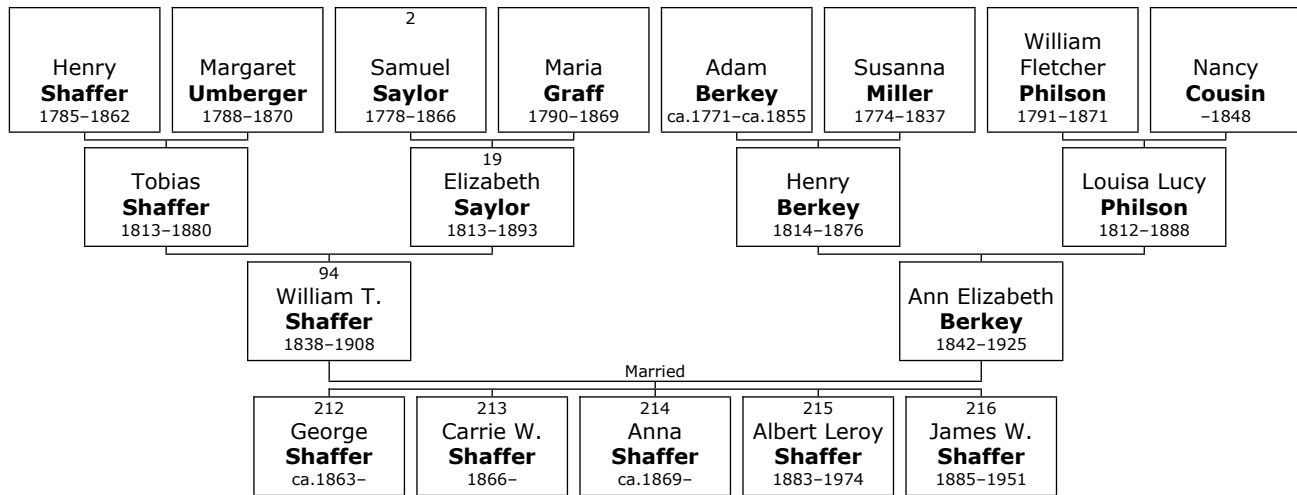 Henry
Shaffer
1785–1862
Margaret
Umberger
1788–1870
2
Samuel
Saylor
1778–1866
Maria
Graff
1790–1869
Adam
Berkey
ca.1771–ca.1855
Susanna
Miller
1774–1837
William
Fletcher
Philson
1791–1871
Nancy
Cousin
–1848
Tobias
Shaffer
1813–1880
19
Elizabeth
Saylor
1813–1893
Henry
Berkey
1814–1876
Louisa Lucy
Philson
1812–1888
94
William T.
Shaffer
1838–1908
Ann Elizabeth
Berkey
1842–1925
Married
212
George
Shaffer
ca.1863–
213
Carrie W.
Shaffer
1866–
214
Anna
Shaffer
ca.1869–
215
Albert Leroy
Shaffer
1883–1974
216
James W.
Shaffer
1885–1951